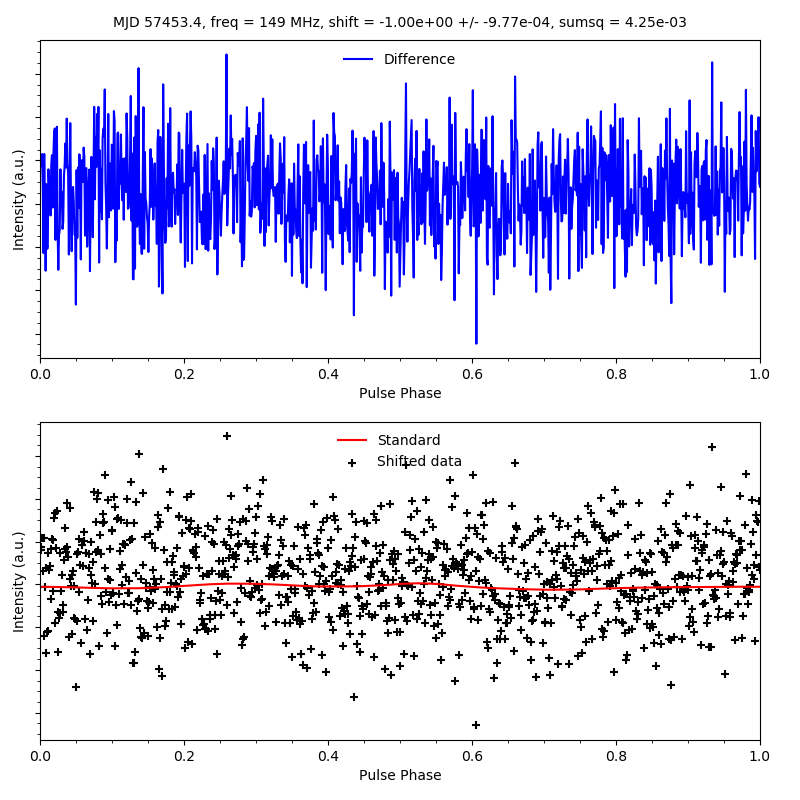 MJD 57453.4, freq = 149 MHz, shift = -1.00e+00 +/- -9.77e-04, sumsq = 4.25e-03
Difference
Intensity (a.u.)
0.0 0.2 0.4 0.6 0.8 1.0
Pulse Phase
Standard
Shifted data
Intensity (a.u.)
0.0 0.2 0.4 0.6 0.8 1.0
Pulse Phase